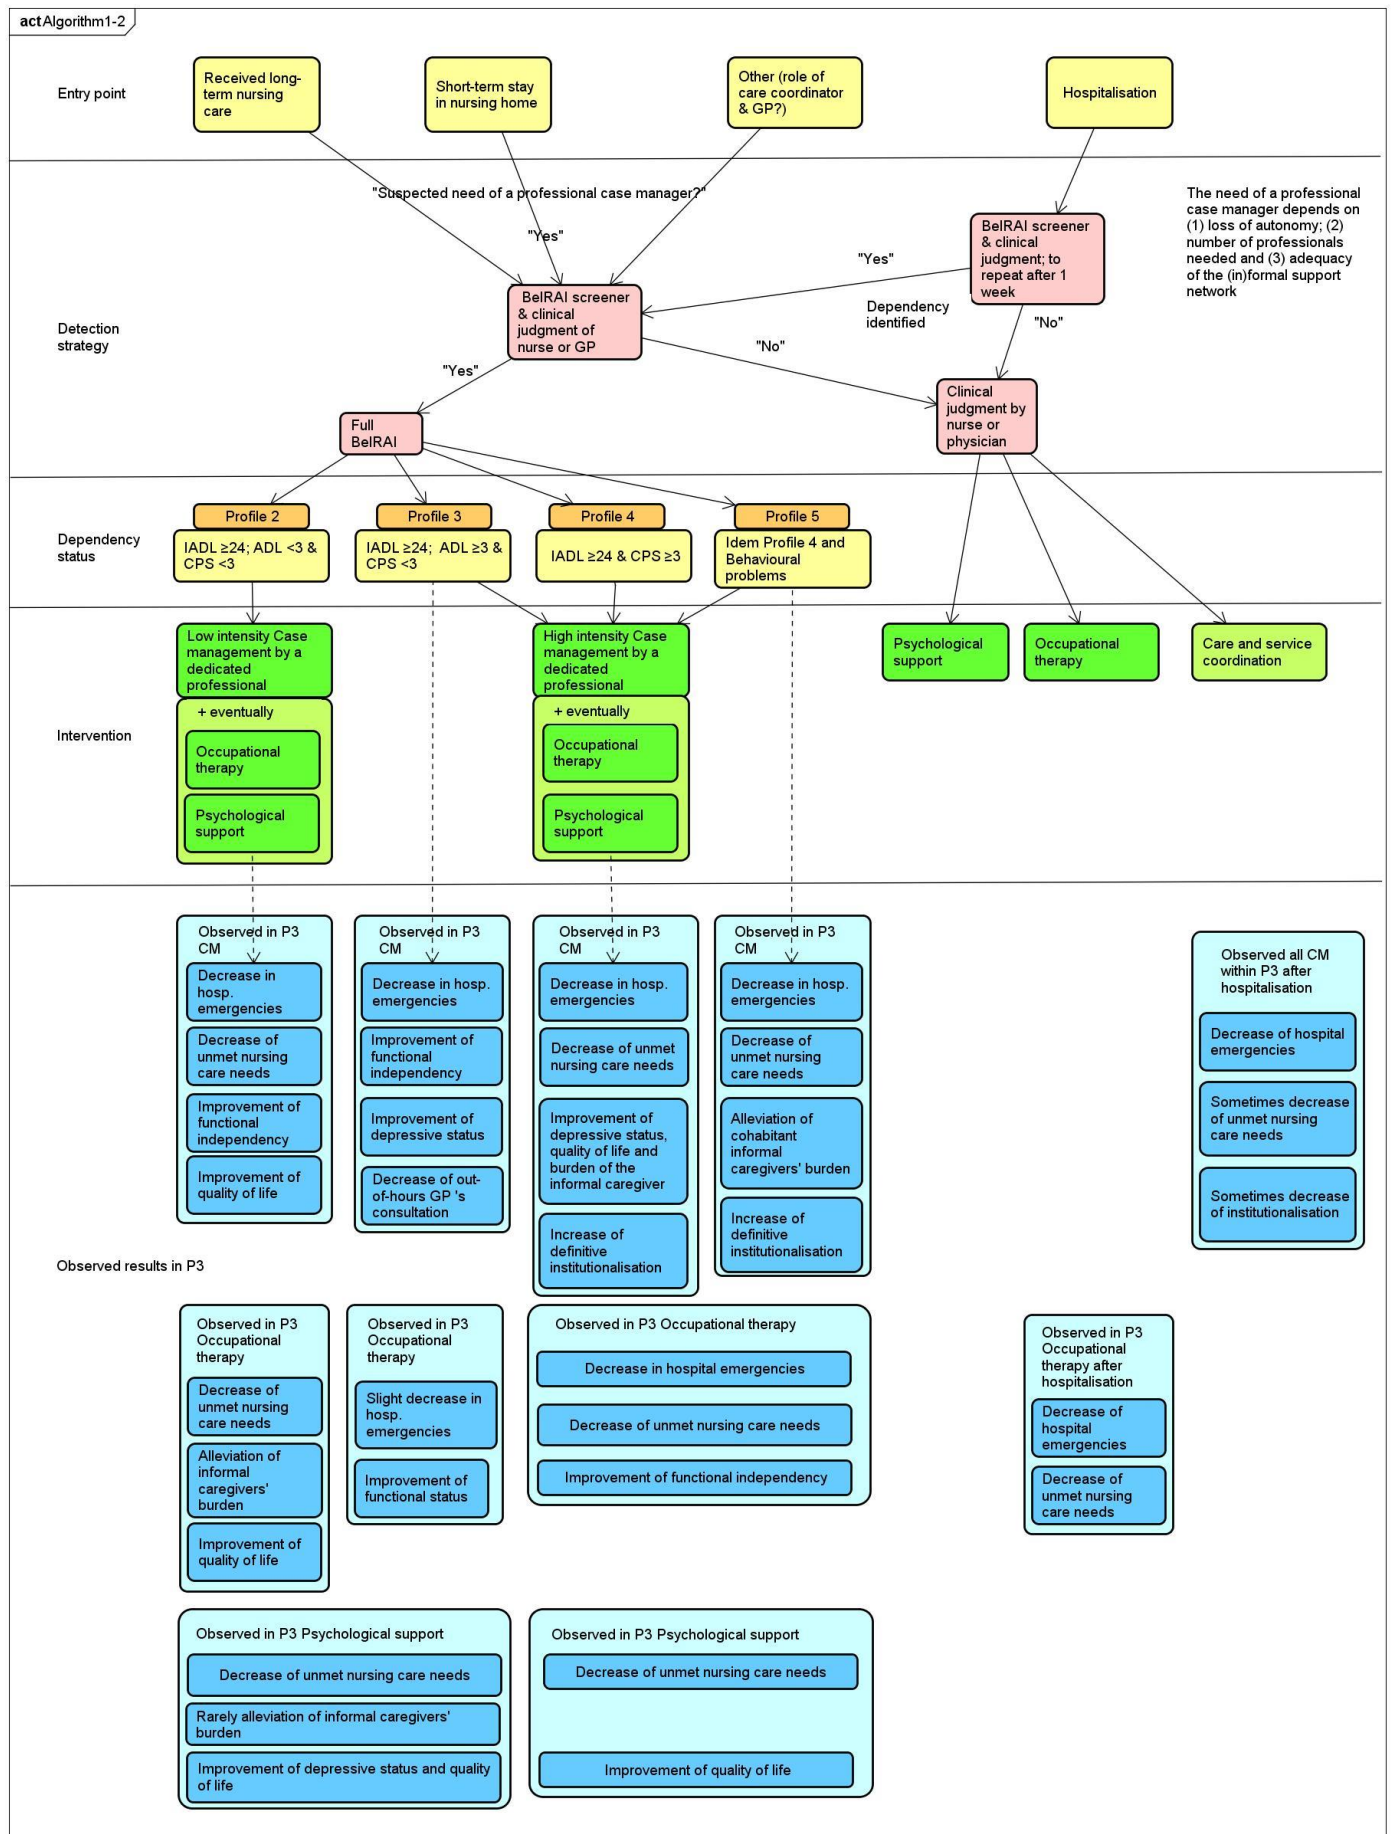 actAlgorithm1-2
Entry point
Received long-
term nursing
care
Short-term stay
in nursing home
Other (role of
care coordinator
& GP?)
Hospitalisation
"Suspected need of a professional case manager?"
"Yes"
BelRAI screener
& clinical
judgment; to
repeat after 1
week
The need of a professional
case manager depends on
(1) loss of autonomy; (2)
number of professionals
needed and (3) adequacy
of the (in)formal support
network
"Yes"
Dependency
identified
"No"
Detection
strategy
BelRAI screener
& clinical
judgment of
nurse or GP
"No"
"Yes"
Clinical
judgment by
nurse or
physician
Full
BelRAI
Dependency
status
Profile 2
IADL ≥24; ADL <3 &
CPS <3
Profile 3
IADL ≥24;  ADL ≥3 &
CPS <3
Profile 4
IADL ≥24 & CPS ≥3
Profile 5
Idem Profile 4 and
Behavioural
problems
Intervention
Low intensity Case
management by a
dedicated
professional
+ eventually
Occupational
therapy
Psychological
support
High intensity Case
management by a
dedicated
professional
+ eventually
Occupational
therapy
Psychological
support
Psychological
support
Occupational
therapy
Care and service
coordination
Observed in P3
CM
Decrease in
hosp.
emergencies
Decrease of
unmet nursing
care needs
Improvement of
functional
independency
Improvement of
quality of life
Observed in P3
CM
Decrease in hosp.
emergencies
Improvement of
functional
independency
Improvement of
depressive status
Decrease of out-
of-hours GP 's
consultation
Observed in P3
CM
Decrease in hosp.
emergencies
Decrease of unmet
nursing care needs
Improvement of
depressive status,
quality of life and
burden of the
informal caregiver
Increase of
definitive
institutionalisation
Observed in P3
CM
Decrease in hosp.
emergencies
Decrease of
unmet nursing
care needs
Alleviation of
cohabitant
informal
caregivers' burden
Increase of
definitive
institutionalisation
Observed all CM
within P3 after
hospitalisation
Decrease of hospital
emergencies
Sometimes decrease
of unmet nursing
care needs
Sometimes decrease
of institutionalisation
Observed results in P3
Observed in P3
Occupational
therapy
Decrease of
unmet nursing
care needs
Alleviation of
informal
caregivers'
burden
Improvement of
quality of life
Observed in P3
Occupational
therapy
Slight decrease in
hosp.
emergencies
Improvement of
functional status
Observed in P3 Occupational therapy
Decrease in hospital emergencies
Decrease of unmet nursing care needs
Improvement of functional independency
Observed in P3
Occupational
therapy after
hospitalisation
Decrease of
hospital
emergencies
Decrease of
unmet nursing
care needs
Observed in P3 Psychological support
Decrease of unmet nursing care needs
Rarely alleviation of informal caregivers'
burden
Improvement of depressive status and quality
of life
Observed in P3 Psychological support
Decrease of unmet nursing care needs
Improvement of quality of life